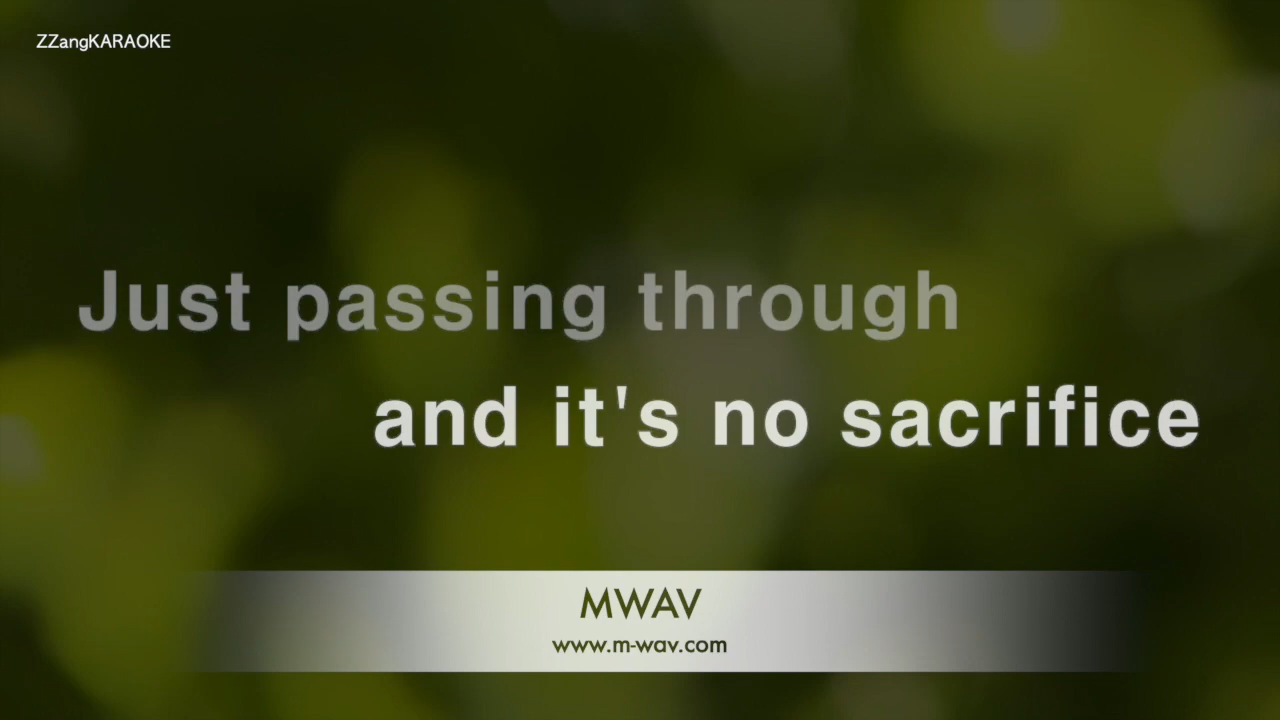 ZZangKARAOKE
Just passing through
and it's no sacrifice
MWAV
www.m-wav.com